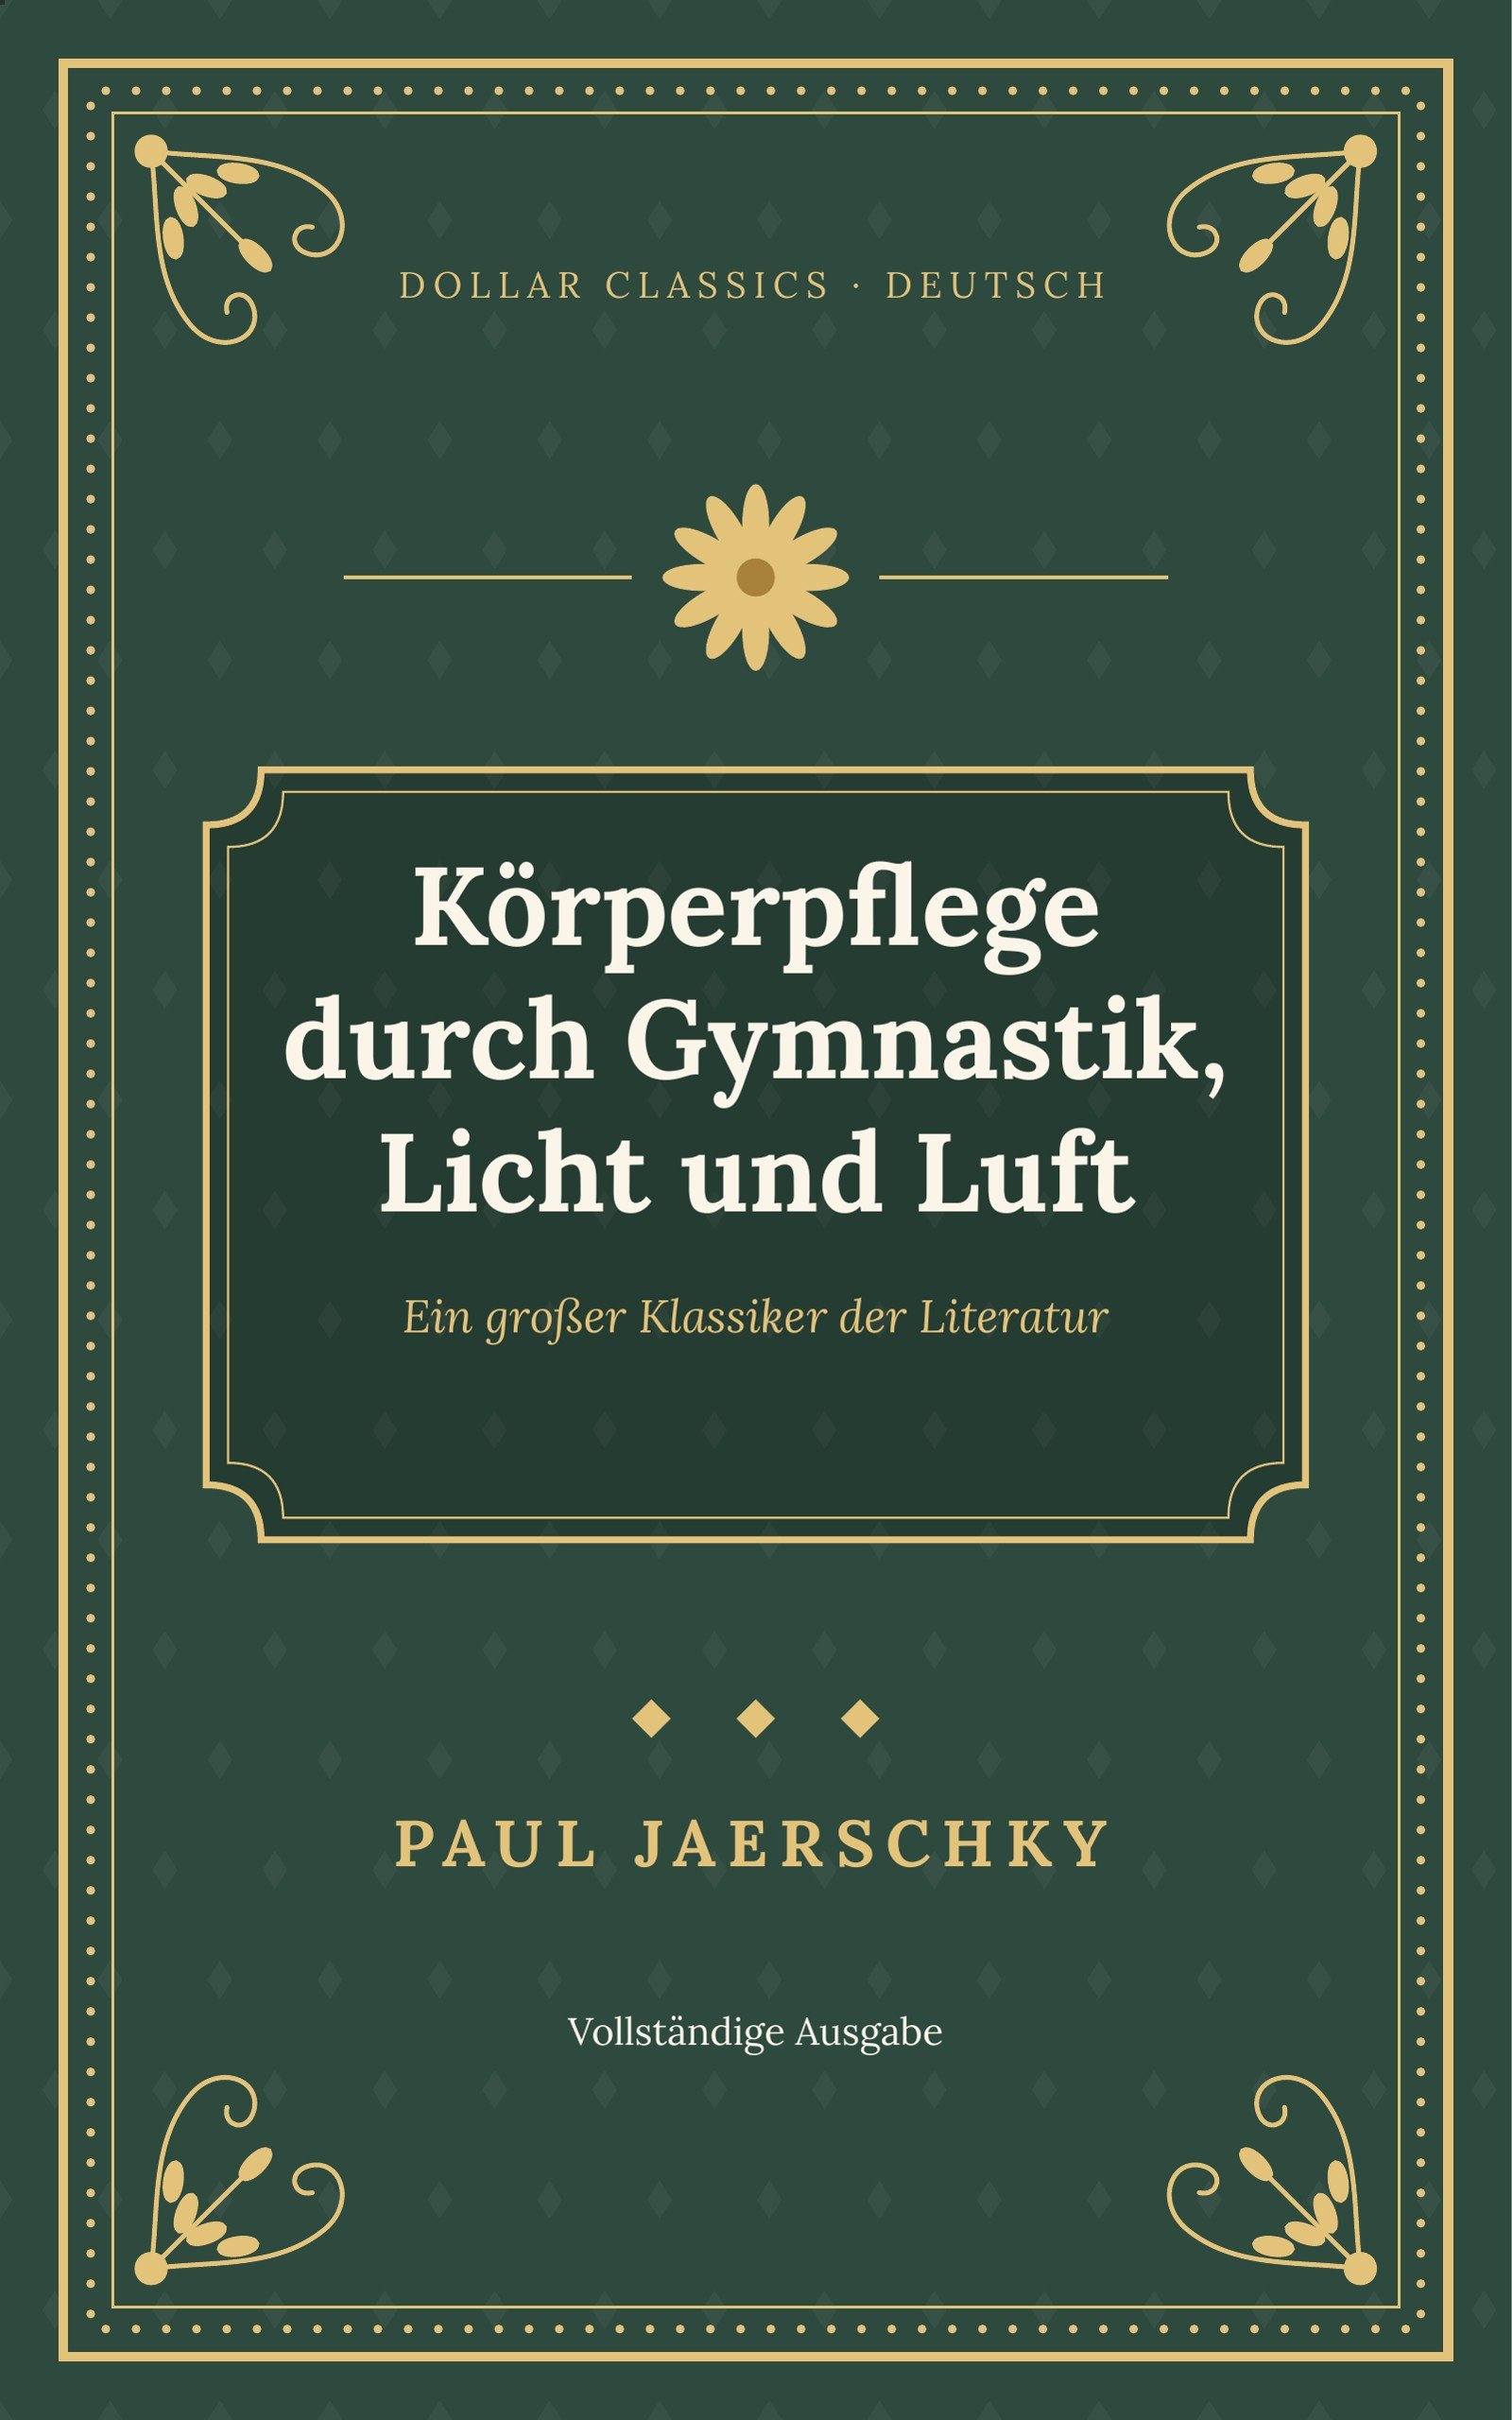 DOLLAR CLASSICS · DEUTSCH
Körperpflege
durch Gymnastik,
Licht und Luft
Ein großer Klassiker der Literatur
PAUL JAERSCHKY
Vollständige Ausgabe